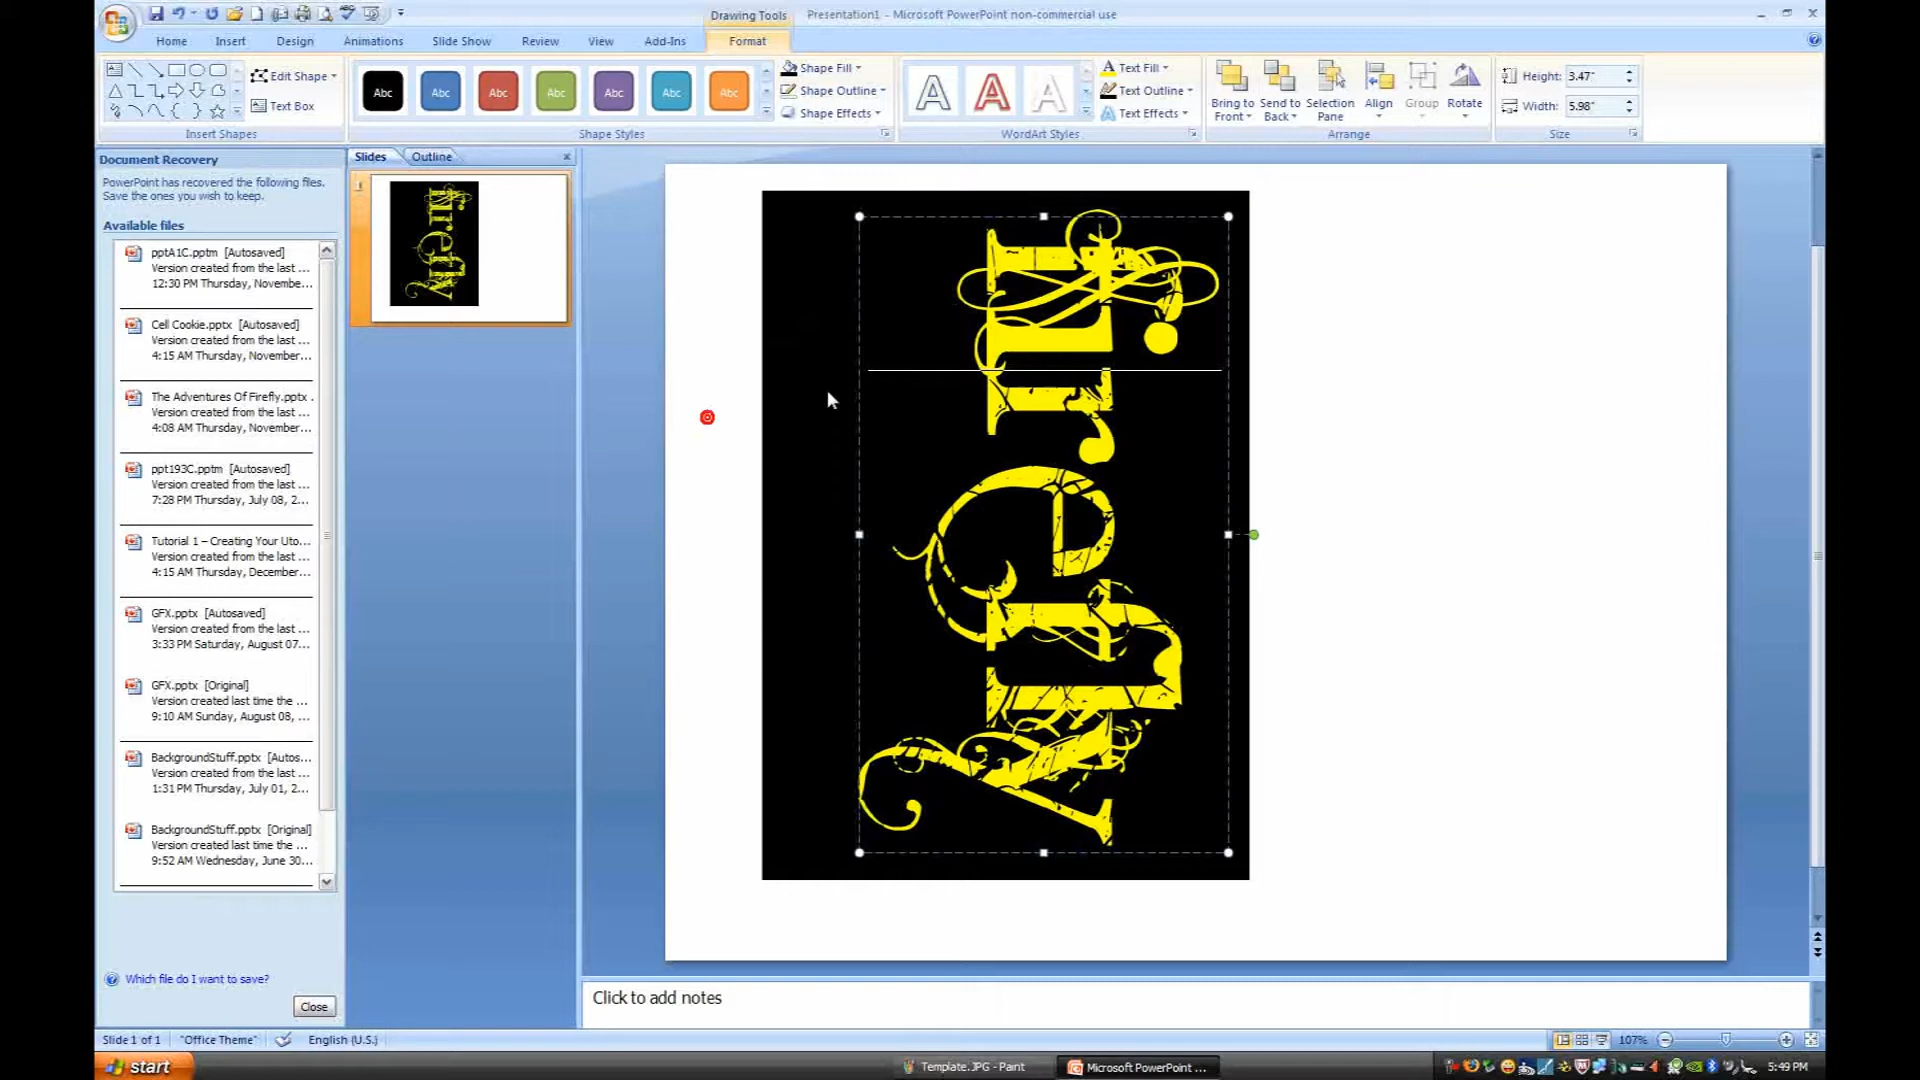 Drawing Tools
Presentation1 - Microsoft PowerPoint non-commercial use
Home Insert Design Animations Slide Show Review View Add-Ins Format
Edit Shape
Text Box
Insert Shapes
Abc Abc Abc Abc Abc Abc Abc
Shape Fill
Shape Outline
Shape Effects
Shape Styles
A A A
Text Fill
Text Outline
Text Effects
WordArt Styles
Bring to Front
Send to Back
Selection Pane
Align
Group
Rotate
Arrange
Height: 3.47"
Width: 5.98"
Size
Document Recovery
PowerPoint has recovered the following files.
Save the ones you wish to keep.
Available files
pptA1C.pptm [Autosaved]
Version created from the last ...
12:30 PM Thursday, Novembe...
Cell Cookie.pptx [Autosaved]
Version created from the last ...
4:15 AM Thursday, November...
The Adventures Of Firefly.pptx .
Version created from the last ...
4:08 AM Thursday, November...
ppt193C.pptm [Autosaved]
Version created from the last ...
7:28 PM Thursday, July 08, 2...
Tutorial 1 – Creating Your Uto...
Version created from the last ...
4:15 AM Thursday, December...
GFX.pptx [Autosaved]
Version created from the last ...
3:33 PM Saturday, August 07...
GFX.pptx [Original]
Version created last time the ...
9:10 AM Sunday, August 08, ...
BackgroundStuff.pptx [Autos...
Version created from the last ...
1:31 PM Thursday, July 01, 2...
BackgroundStuff.pptx [Original]
Version created last time the ...
9:52 AM Wednesday, June 30...
Which file do I want to save?
Close
Slides Outline
1
firefly
firefly
Click to add notes
Slide 1 of 1 "Office Theme" English (U.S.)
107%
start
Template.JPG - Paint
Microsoft PowerPoint ...
5:49 PM